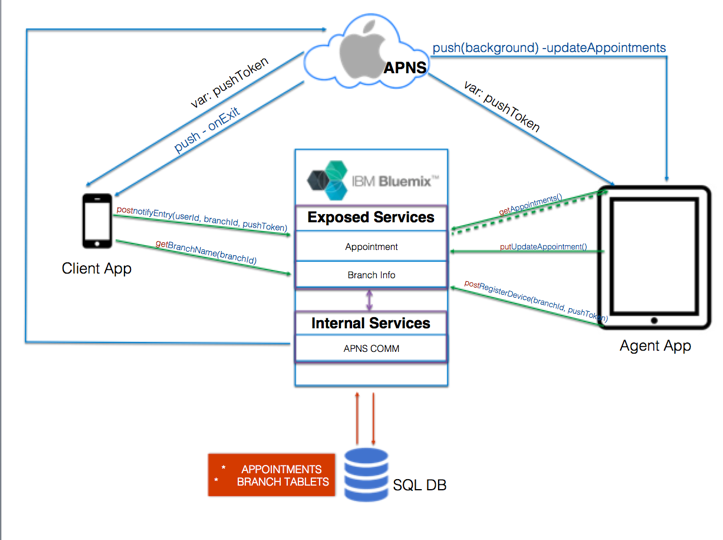 push(background) -updateAppointments
APNS
var: pushToken
var: pushToken
push - onExit
IBM Bluemix™
postnotifyEntry(userId, branchId, pushToken)
getAppointments()
Exposed Services
Appointment
putUpdateAppointment()
getBranchName(branchId)
Client App
Branch Info
postRegisterDevice(branchId, pushToken)
Internal Services
APNS COMM
Agent App
* APPOINTMENTS
* BRANCH TABLETS
SQL DB